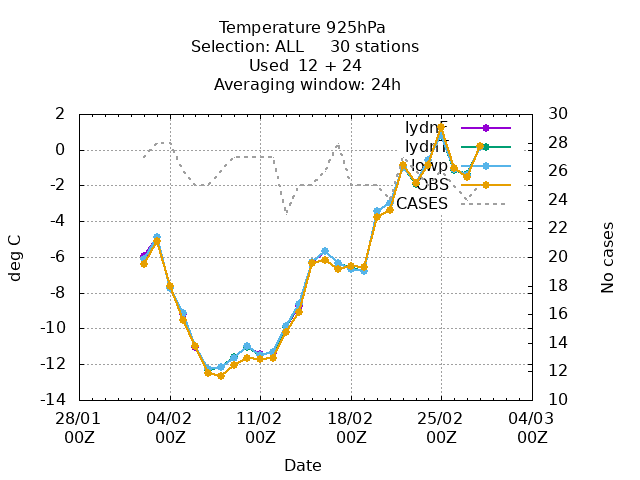 Temperature 925hPa
Selection: ALL 30 stations
Used 12 + 24
Averaging window: 24h
2
0
-2
-4
-6
-8
-10
-12
-14
deg C
30
28
26
24
22
20
18
16
14
12
10
No cases
lowp
OBS
CASES
28/01 04/02 11/02 18/02 25/02 04/03
00Z 00Z 00Z 00Z 00Z 00Z
Date